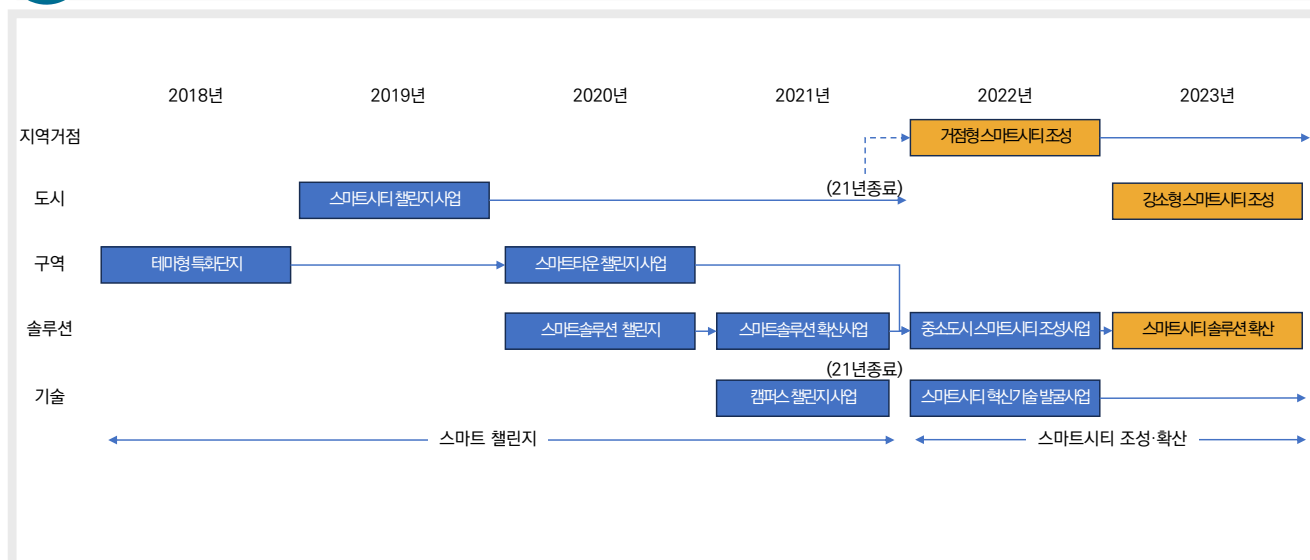 2018년 2019년 2020년 2021년 2022년 2023년
지역거점 거점형 스마트시티 조성
도시 스마트시티 챌린지 사업 (21년종료) 강소형 스마트시티 조성
구역 테마형 특화단지 스마트타운 챌린지 사업
솔루션 스마트솔루션 챌린지 스마트솔루션 확산사업 중소도시 스마트시티 조성사업 스마트시티 솔루션 확산
(21년종료)
기술 캠퍼스 챌린지 사업 스마트시티 혁신기술 발굴사업
스마트 챌린지 스마트시티 조성·확산